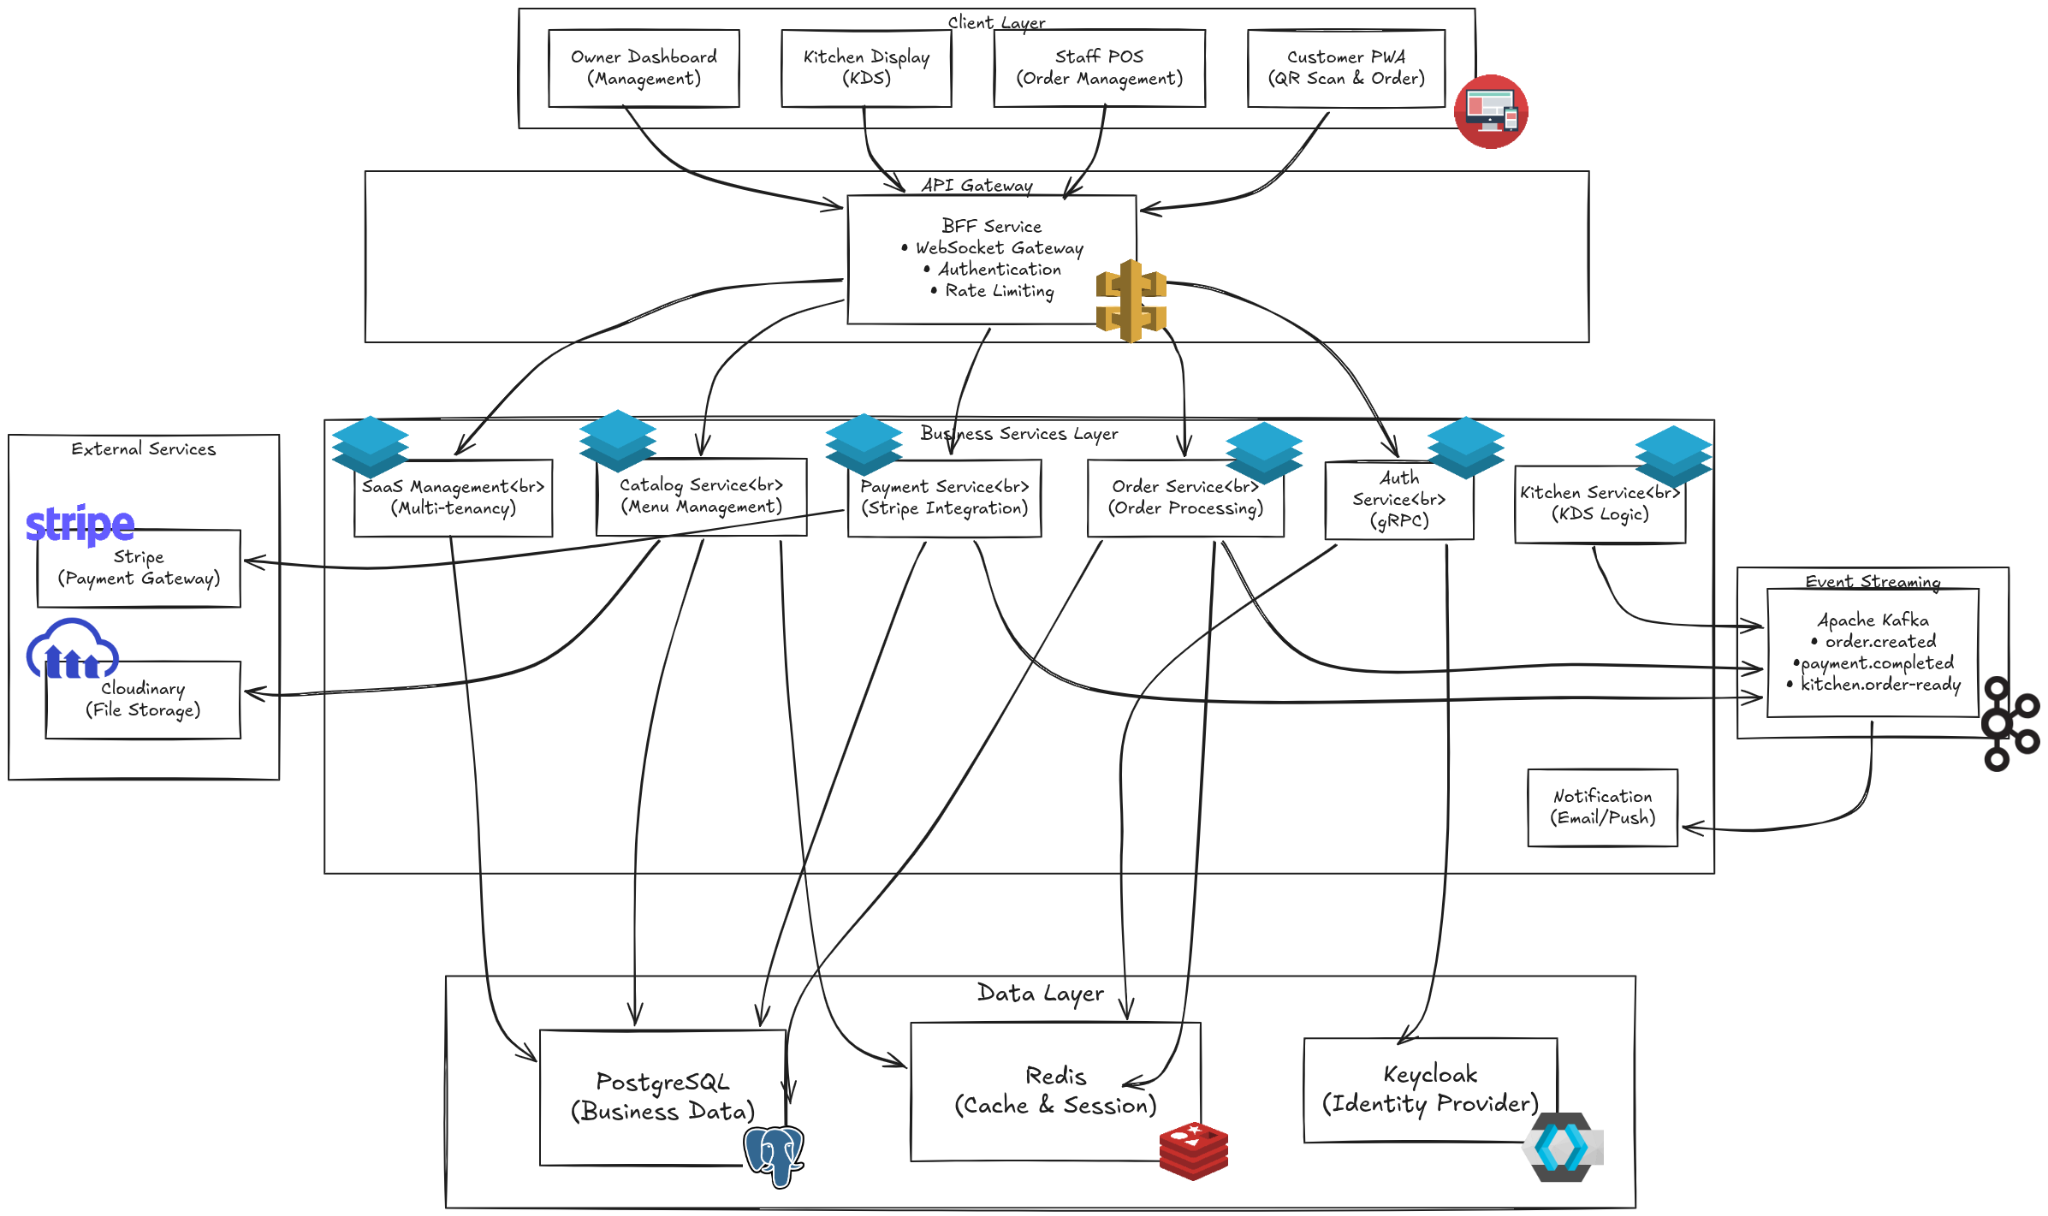 Client Layer
Owner Dashboard
(Management)
Kitchen Display
(KDS)
Staff POS
(Order Management)
Customer PWA
(QR Scan & Order)
API Gateway
BFF Service
• WebSocket Gateway
• Authentication
• Rate Limiting
External Services
stripe
Stripe
(Payment Gateway)
Cloudinary
(File Storage)
Business Services Layer
SaaS Management<br>
(Multi-tenancy)
Catalog Service<br>
(Menu Management)
Payment Service<br>
(Stripe Integration)
Order Service<br>
(Order Processing)
Auth
Service<br>
(gRPC)
Kitchen Service<br>
(KDS Logic)
Event Streaming
Apache Kafka
• order.created
•payment.completed
• kitchen.order-ready
Notification
(Email/Push)
Data Layer
PostgreSQL
(Business Data)
Redis
(Cache & Session)
Keycloak
(Identity Provider)